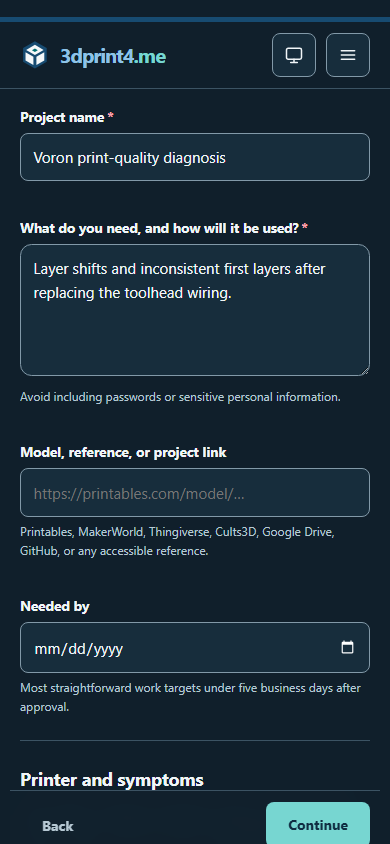 3dprint4.me
Project name *
Voron print-quality diagnosis
What do you need, and how will it be used? *
Layer shifts and inconsistent first layers after
replacing the toolhead wiring.
Avoid including passwords or sensitive personal information.
Model, reference, or project link
https://printables.com/model/...
Printables, MakerWorld, Thingiverse, Cults3D, Google Drive,
GitHub, or any accessible reference.
Needed by
mm/dd/yyyy
Most straightforward work targets under five business days after
approval.
Printer and symptoms
Back
Continue